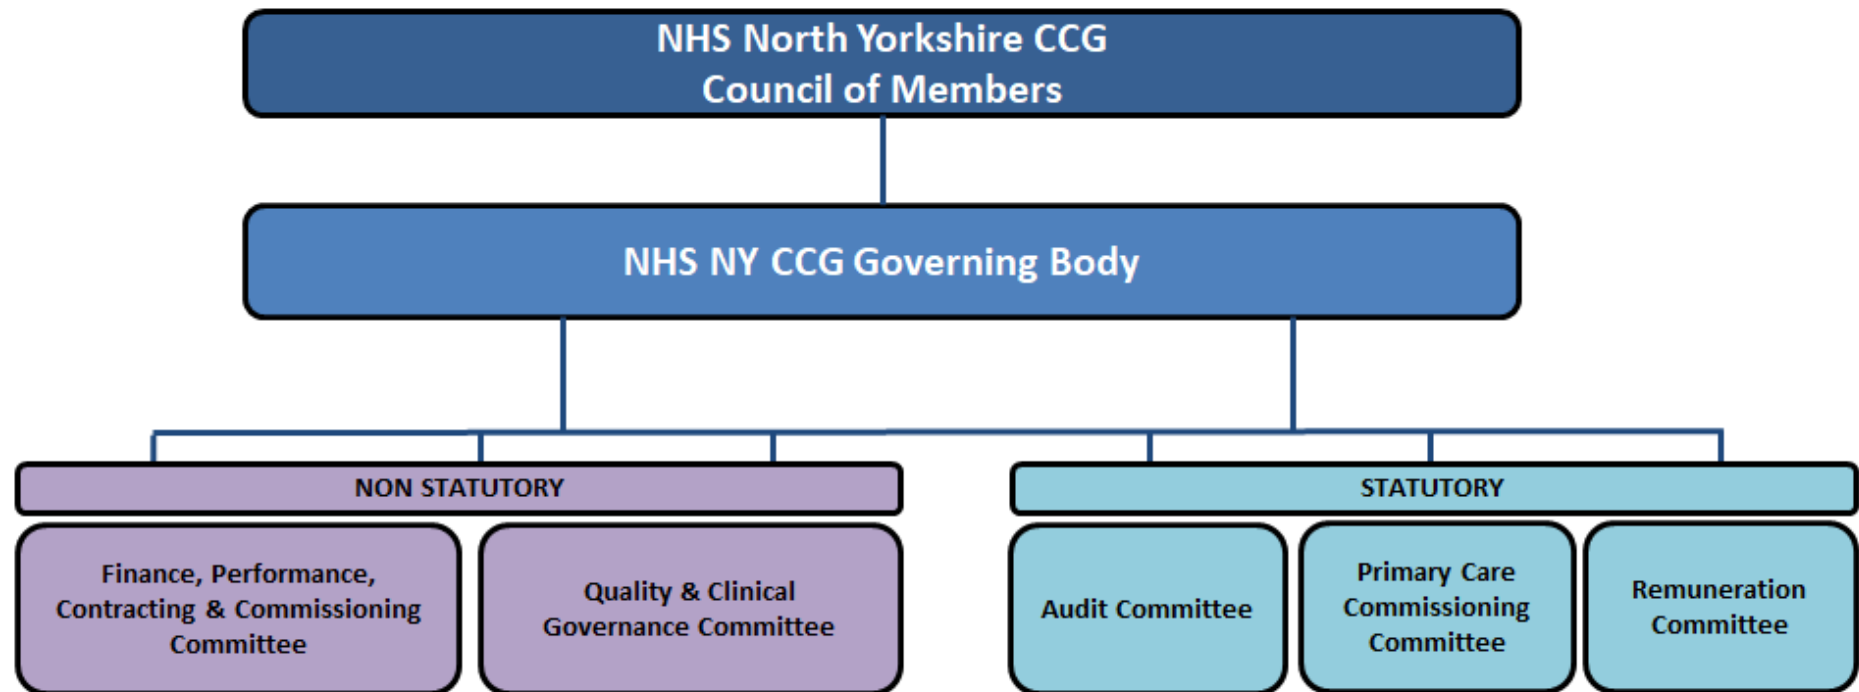 NHS North Yorkshire CCG
Council of Members
NHS NY CCG Governing Body
NON STATUTORY
STATUTORY
Finance, Performance,
Contracting & Commissioning
Committee
Quality & Clinical
Governance Committee
Audit Committee
Primary Care
Commissioning
Committee
Remuneration
Committee